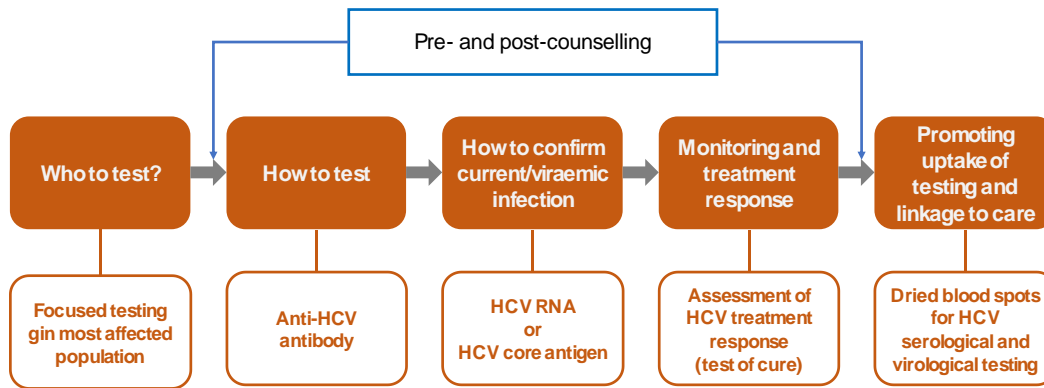 Pre- and post-counselling
Who to test?
How to test
How to confirm
current/viraemic
infection
Monitoring and
treatment
response
Promoting
uptake of
testing and
linkage to care
Focused testing
gin most affected
population
Anti-HCV
antibody
HCV RNA
or
HCV core antigen
Assessment of
HCV treatment
response
(test of cure)
Dried blood spots
for HCV
serological and
virological testing